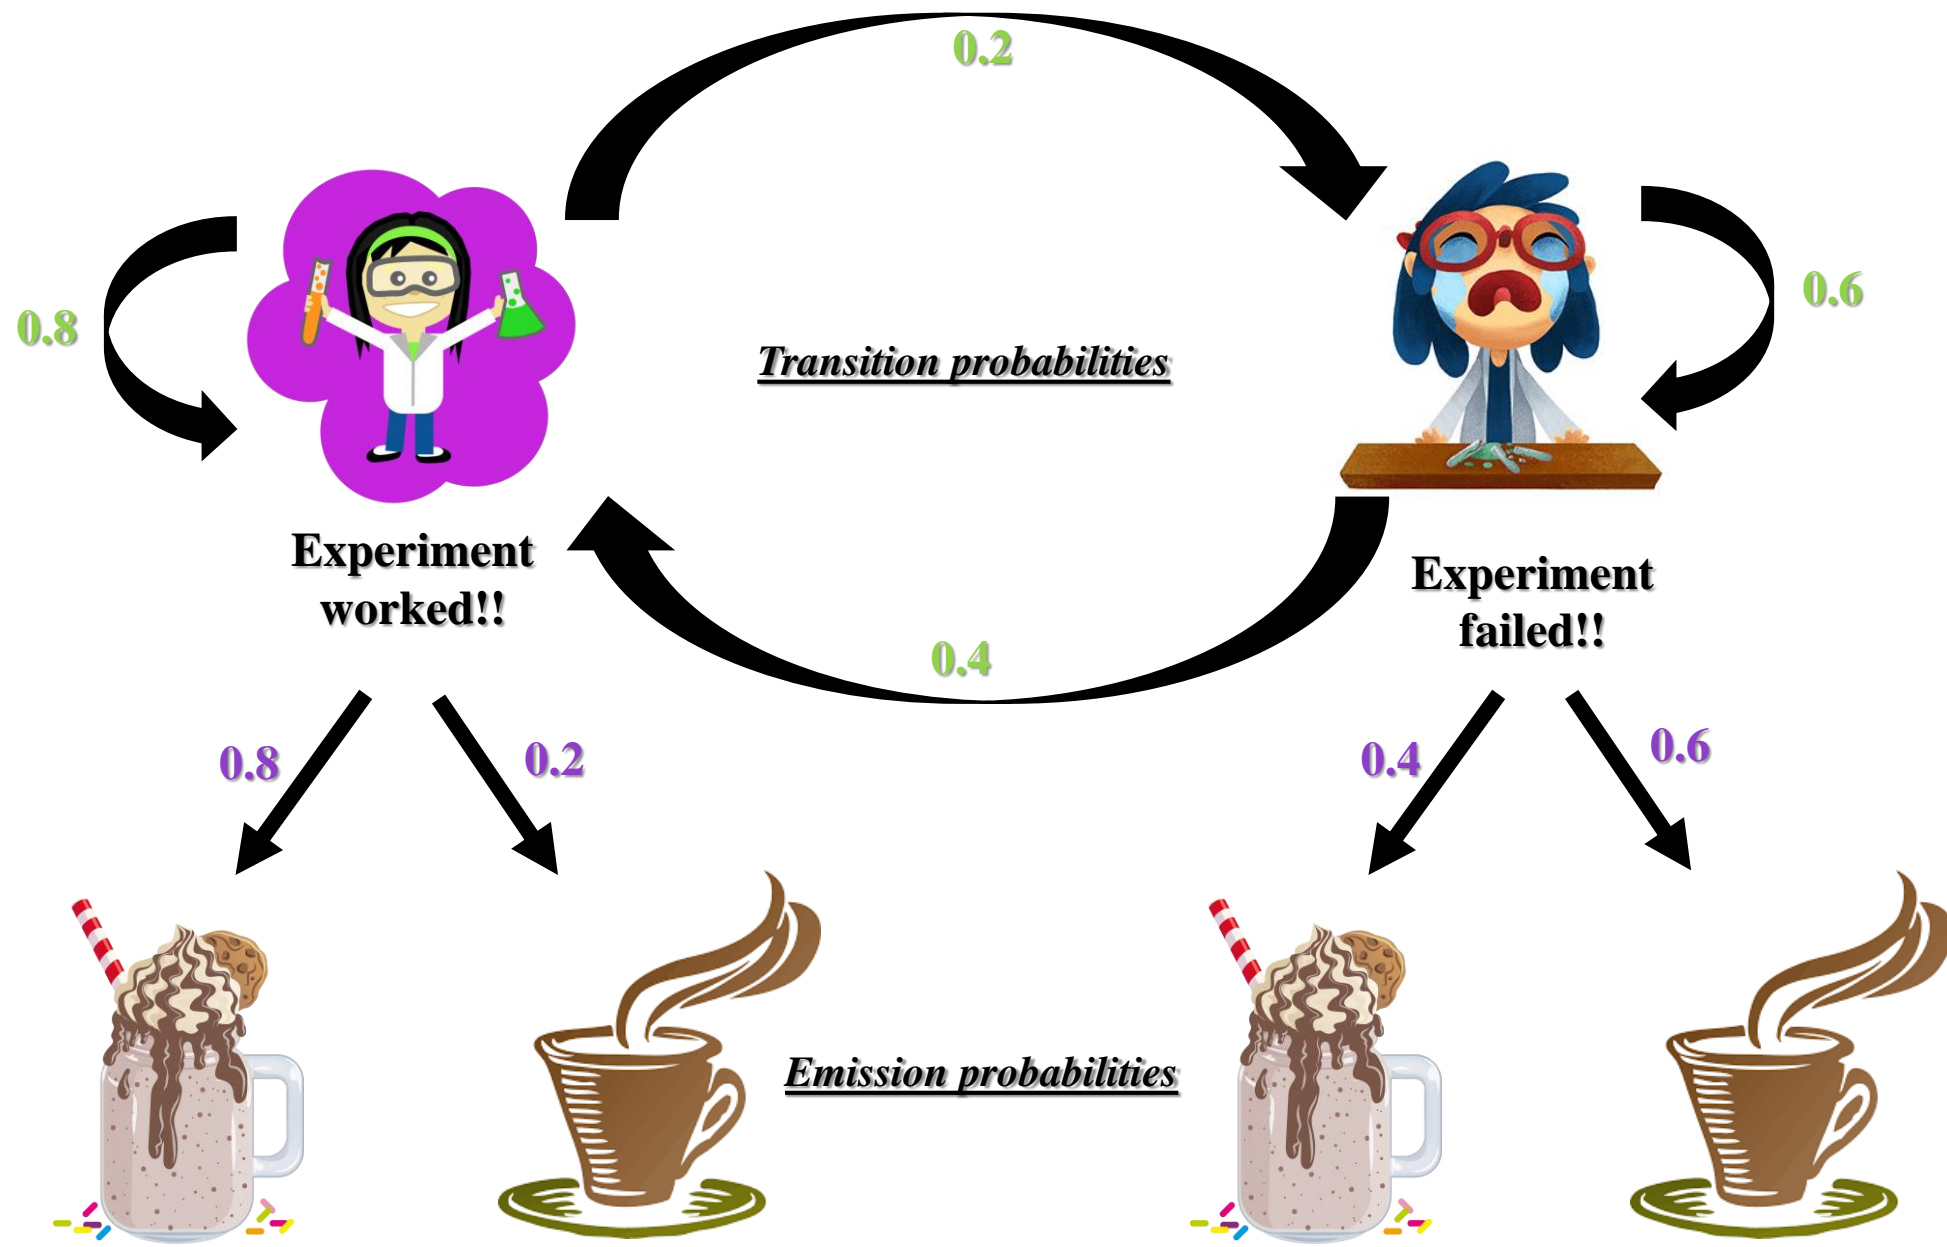 0.2
0.8
0.6
Transition probabilities
Experiment
worked!!
Experiment
failed!!
0.4
0.8
0.2
0.4
0.6
Emission probabilities